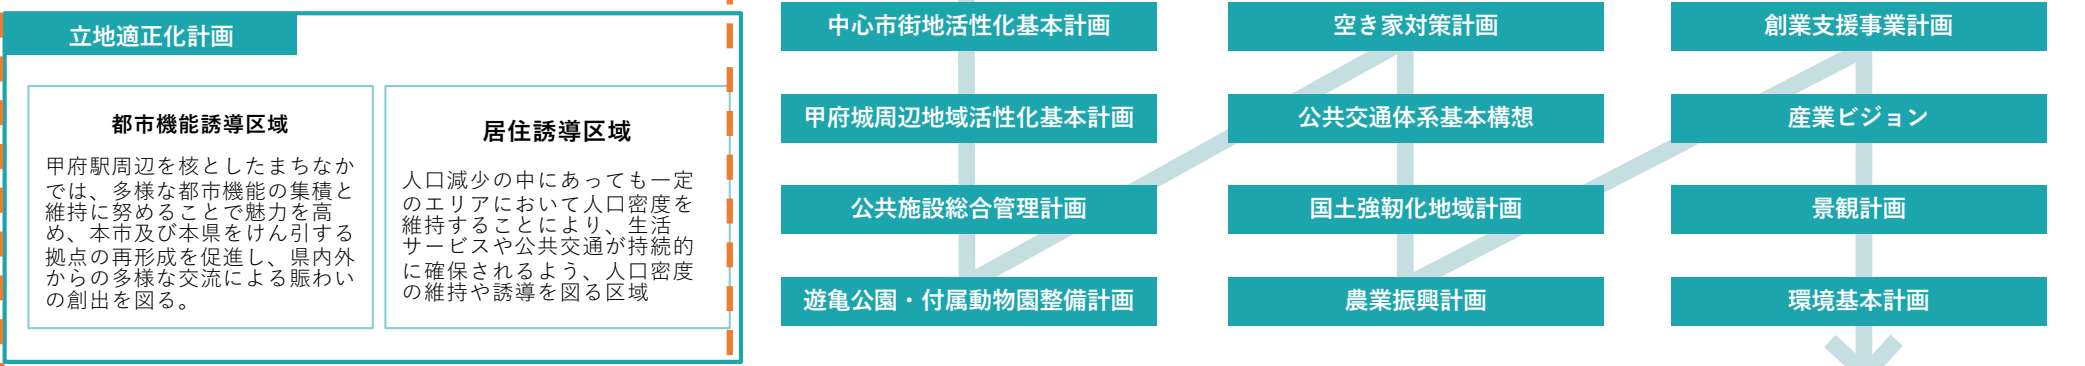 立地適正化計画
都市機能誘導区域
甲府駅周辺を核としたまちなか
では、多様な都市機能の集積と
維持に努めることで魅力を高
め、本市及び本県をけん引する
拠点の再形成を促進し、県内外
からの多様な交流による賑わい
の創出を図る。
居住誘導区域
人口減少の中にあっても一定
のエリアにおいて人口密度を
維持することにより、生活
サービスや公共交通が持続的
に確保されるよう、人口密度
の維持や誘導を図る区域
中心市街地活性化基本計画
甲府城周辺地域活性化基本計画
公共施設総合管理計画
遊亀公園・付属動物園整備計画
空き家対策計画
公共交通体系基本構想
国土強靭化地域計画
農業振興計画
創業支援事業計画
産業ビジョン
景観計画
環境基本計画